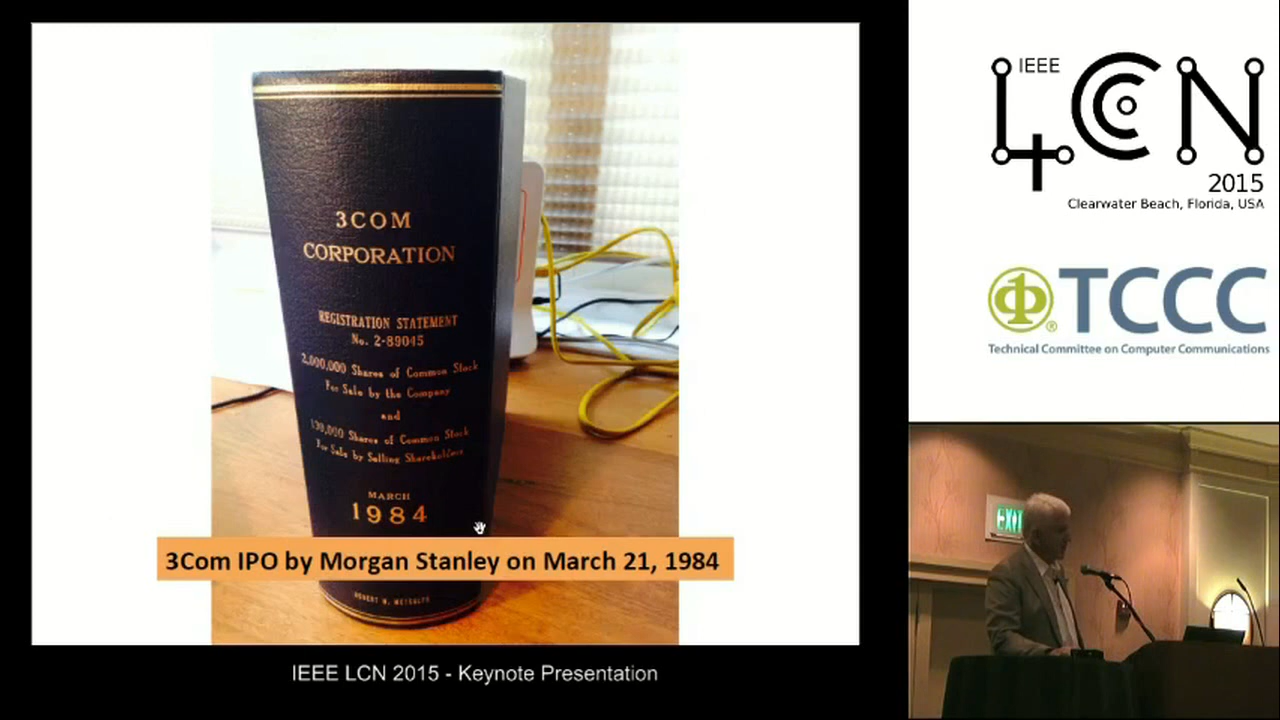 3COM
CORPORATION
REGISTRATION STATEMENT
No. 2-89045
2,000,000 Shares of Common Stock
For Sale by the Company
and
130,000 Shares of Common Stock
For Sale by Selling Shareholders
MARCH
1984
3Com IPO by Morgan Stanley on March 21, 1984
ROBERT M. METCALFE
IEEE LCN 2015 - Keynote Presentation
IEEE
LCN
2015
Clearwater Beach, Florida, USA
TCCC
®
Technical Committee on Computer Communications
EXIT